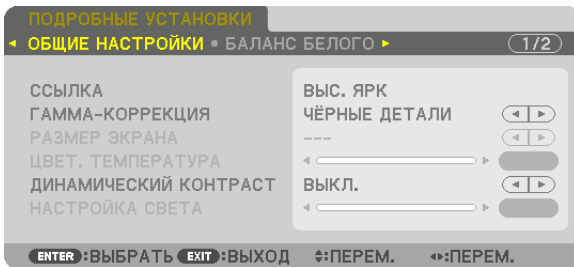 ПОДРОБНЫЕ УСТАНОВКИ
ОБЩИЕ НАСТРОЙКИ • БАЛАНС БЕЛОГО 1/2
ССЫЛКА ВЫС. ЯРК
ГАММА-КОРРЕКЦИЯ ЧЁРНЫЕ ДЕТАЛИ
РАЗМЕР ЭКРАНА ---
ЦВЕТ. ТЕМПЕРАТУРА
ДИНАМИЧЕСКИЙ КОНТРАСТ ВЫКЛ.
НАСТРОЙКА СВЕТА
ENTER :ВЫБРАТЬ EXIT :ВЫХОД :ПЕРЕМ. :ПЕРЕМ.